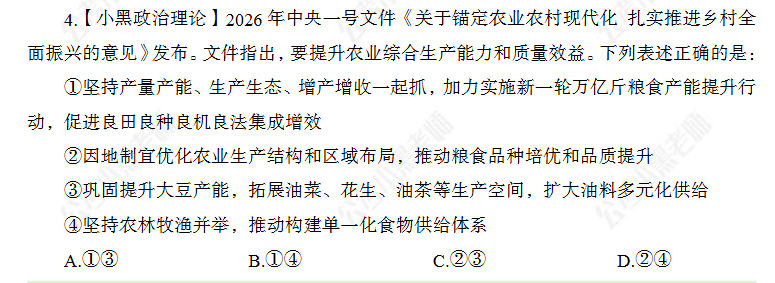 4.【小黑政治理论】2026年中央一号文件《关于锚定农业农村现代化 扎实推进乡村全
面振兴的意见》发布。文件指出，要提升农业综合生产能力和质量效益。下列表述正确的是：
①坚持产量产能、生产生态、增产增收一起抓，加力实施新一轮万亿斤粮食产能提升行
动，促进良田良种良机良法集成增效
②因地制宜优化农业生产结构和区域布局，推动粮食品种培优和品质提升
③巩固提升大豆产能，拓展油菜、花生、油茶等生产空间，扩大油料多元化供给
④坚持农林牧渔并举，推动构建单一化食物供给体系
A.①③ B.①④ C.②③ D.②④